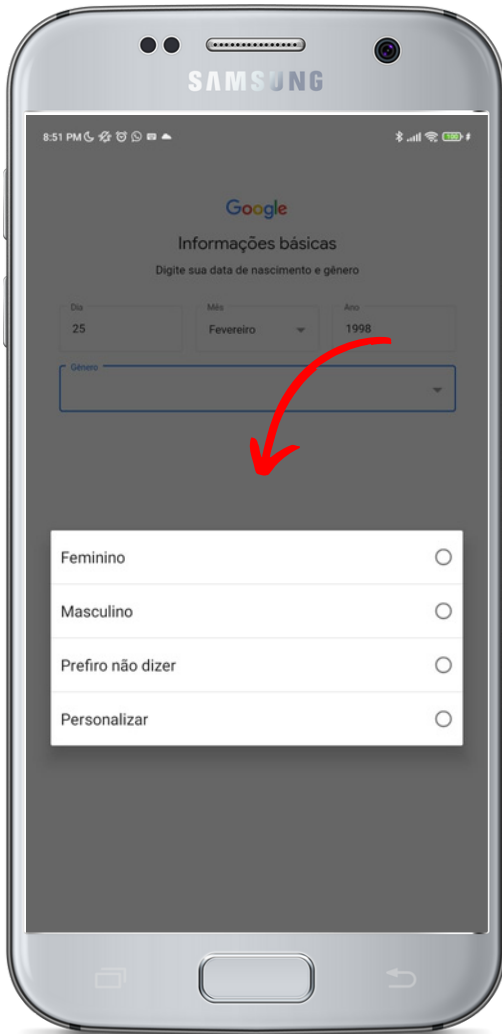 SAMSUNG
8:51 PM
100
Google
Informações básicas
Digite sua data de nascimento e gênero
Dia Mês Ano
25 Fevereiro 1998
Gênero
Feminino
Masculino
Prefiro não dizer
Personalizar